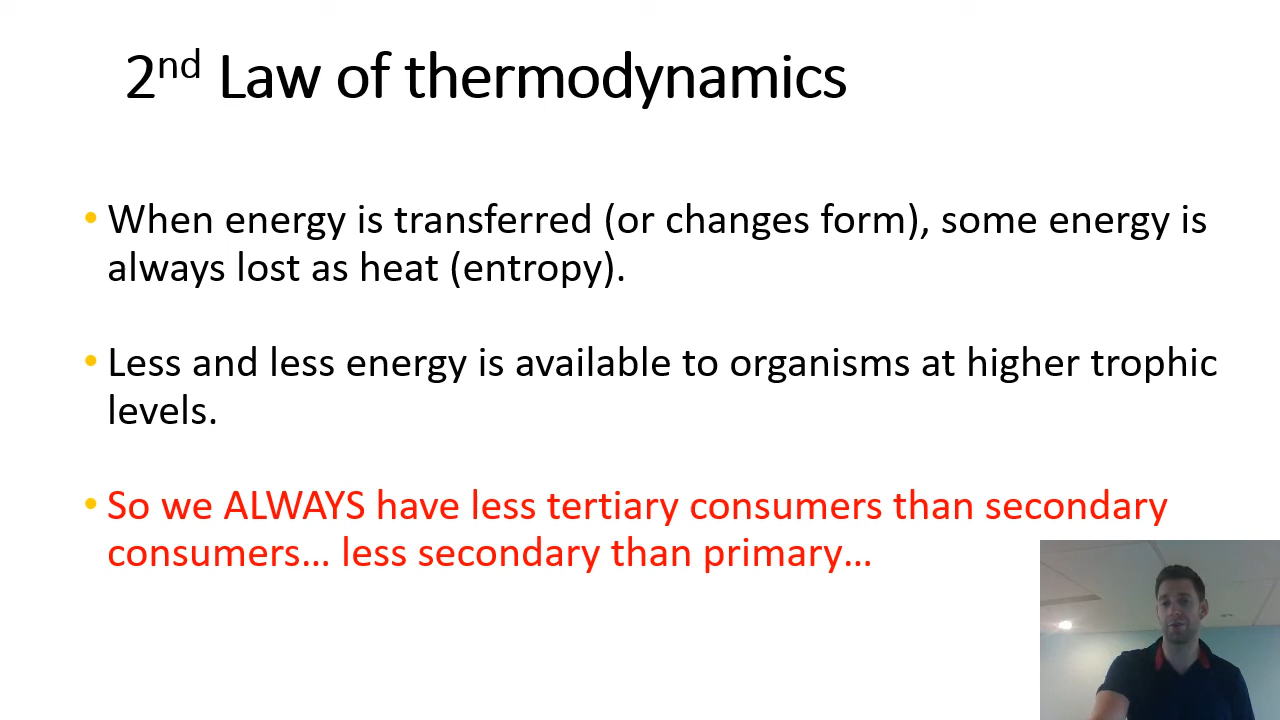 2nd Law of thermodynamics
• When energy is transferred (or changes form), some energy is
always lost as heat (entropy).
• Less and less energy is available to organisms at higher trophic
levels.
• So we ALWAYS have less tertiary consumers than secondary
consumers… less secondary than primary…